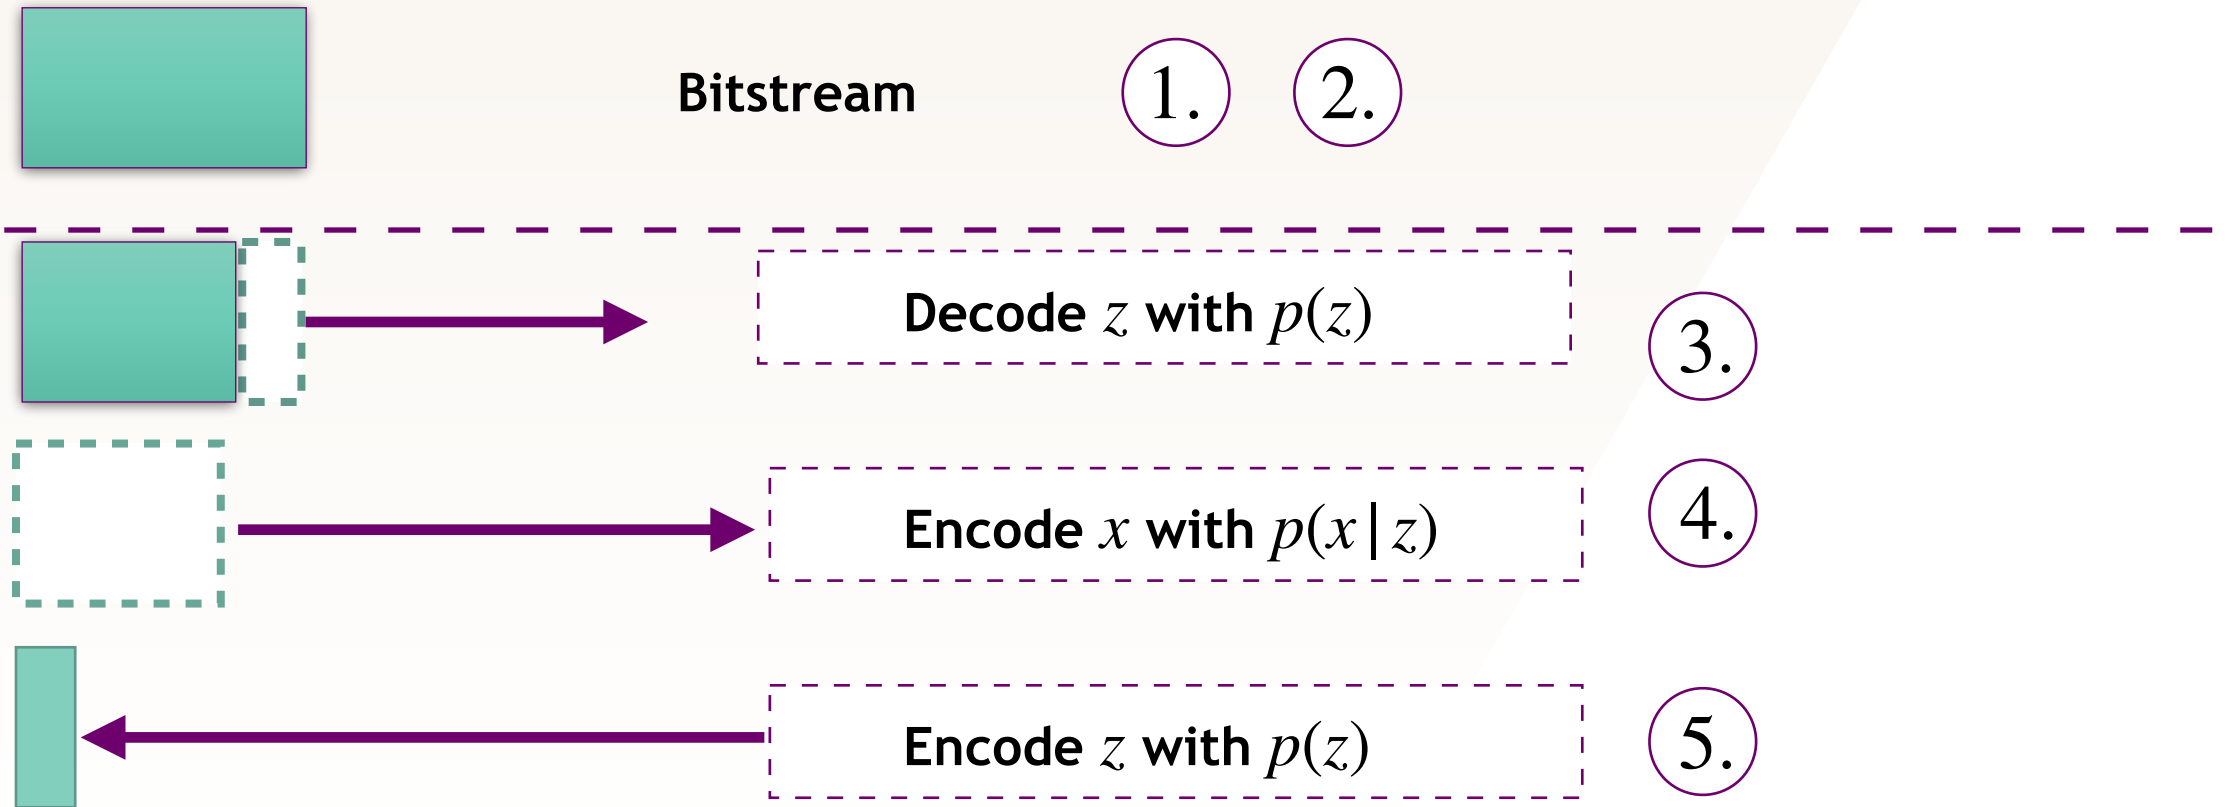 Bitstream 1. 2.
Decode z with p(z)
3.
Encode x with p(x | z)
4.
Encode z with p(z)
5.